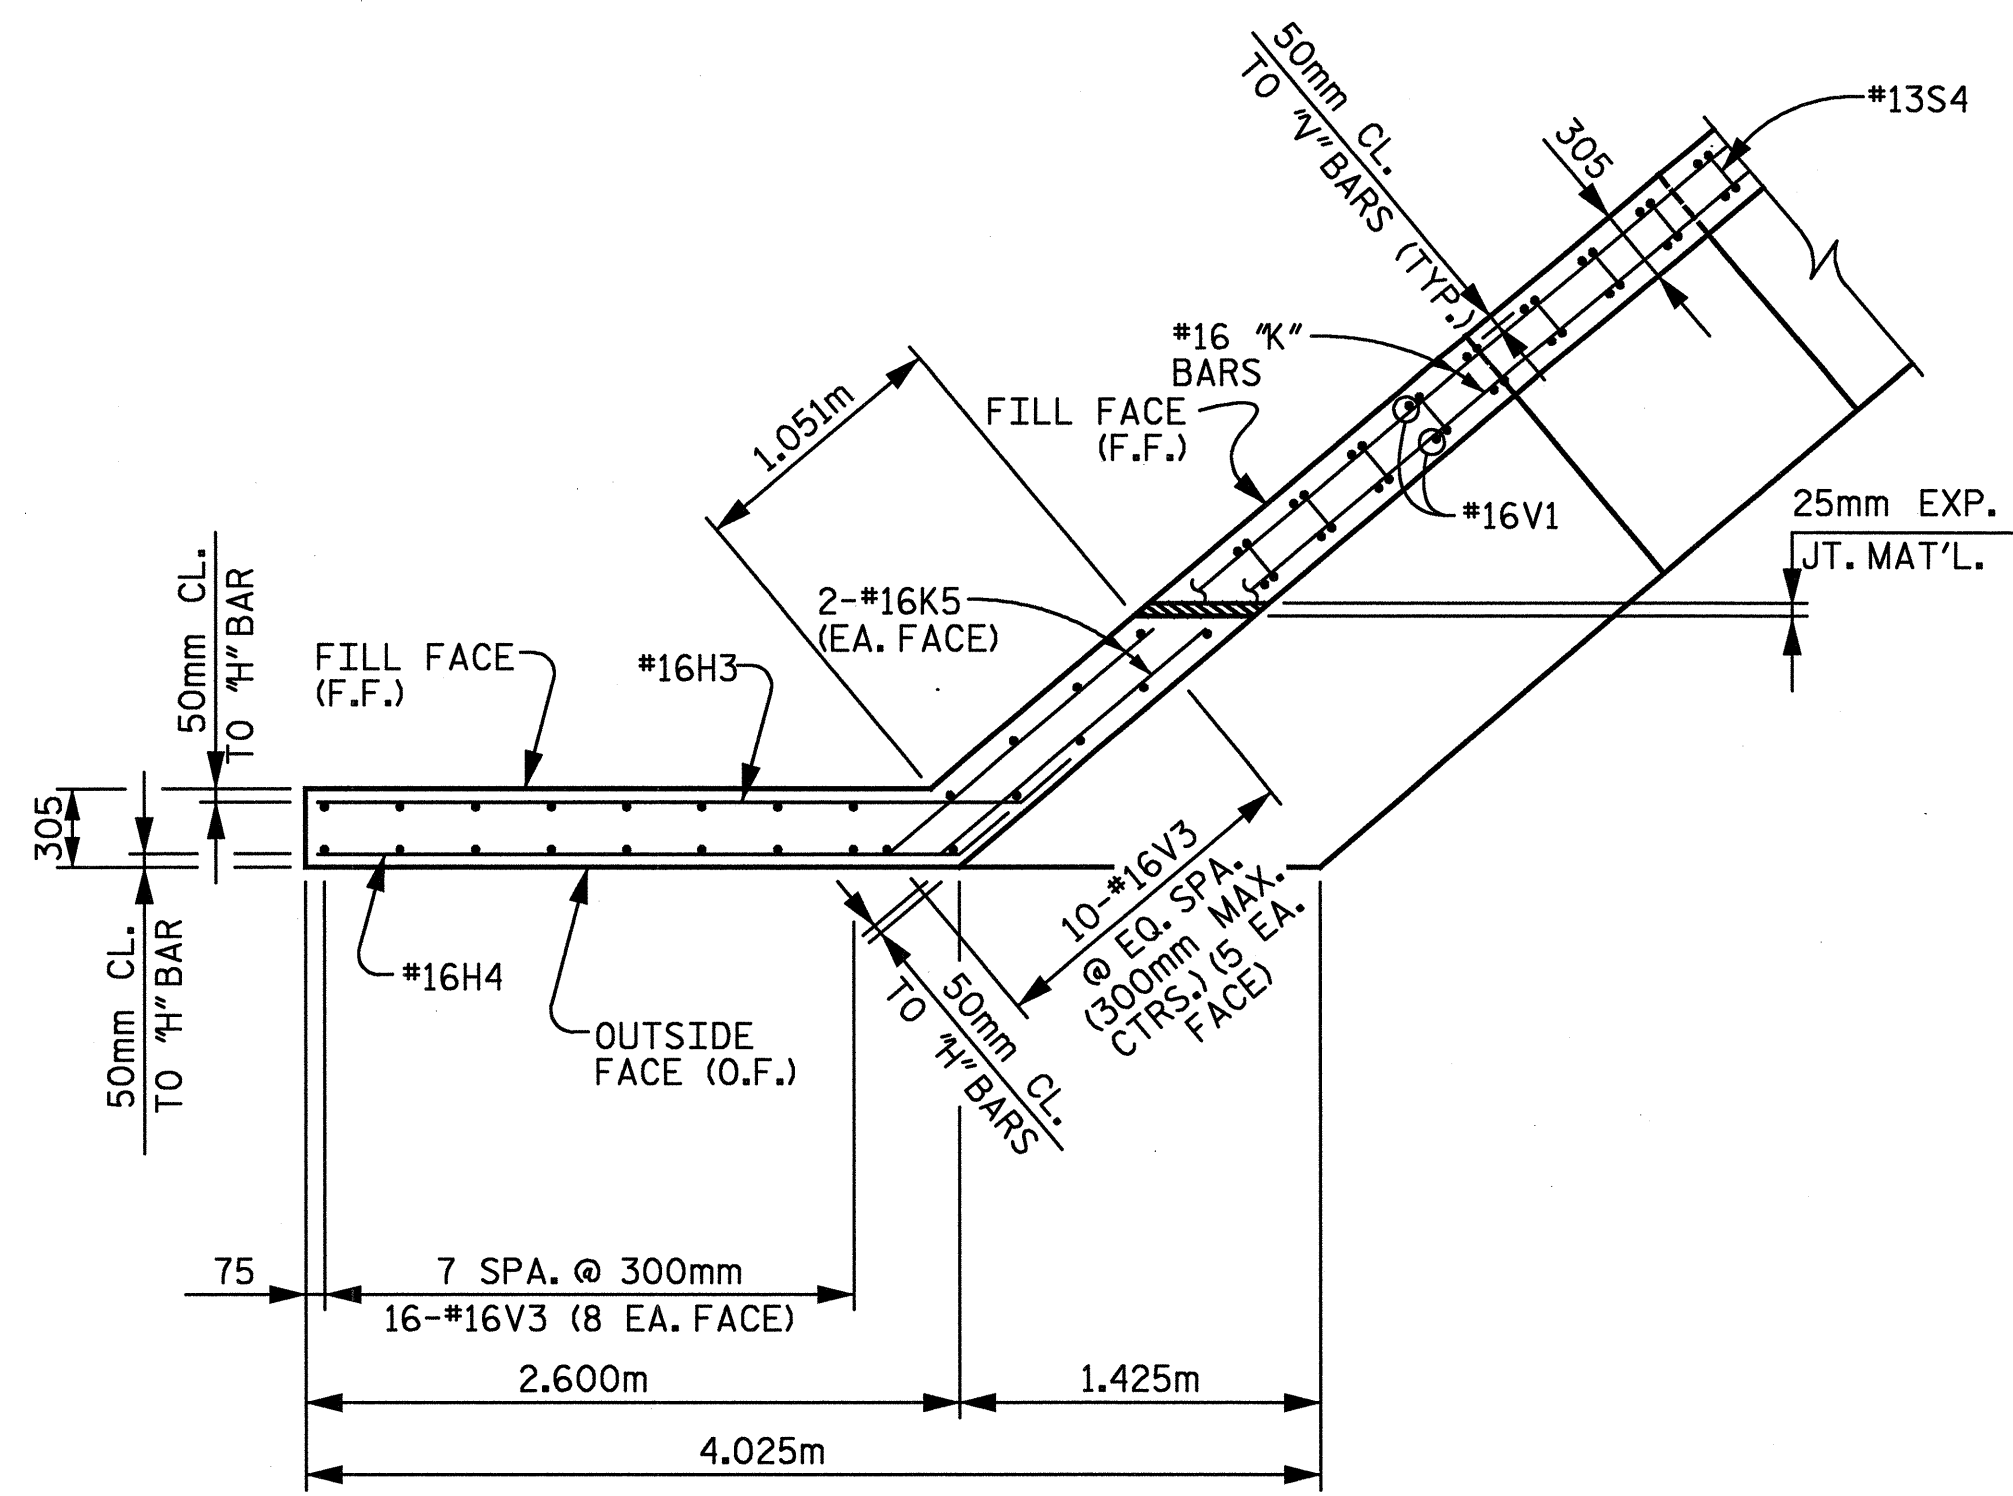 50mm CL.
TO "V" BARS (TYP.)
#13S4
305
#16 "K"
BARS
FILL FACE
(F.F.)
1.051m
#16V1
25mm EXP.
JT. MAT'L.
2-#16K5
(EA. FACE)
50mm CL.
TO "H" BAR
FILL FACE
(F.F.)
#16H3
305
50mm CL.
TO "H" BAR
#16H4
OUTSIDE
FACE (O.F.)
50mm CL.
TO "H" BARS
10-#16V3
@ EQ. SPA.
(300mm MAX.
CTRS.) (5 EA.
FACE)
75
7 SPA. @ 300mm
16-#16V3 (8 EA. FACE)
2.600m
1.425m
4.025m